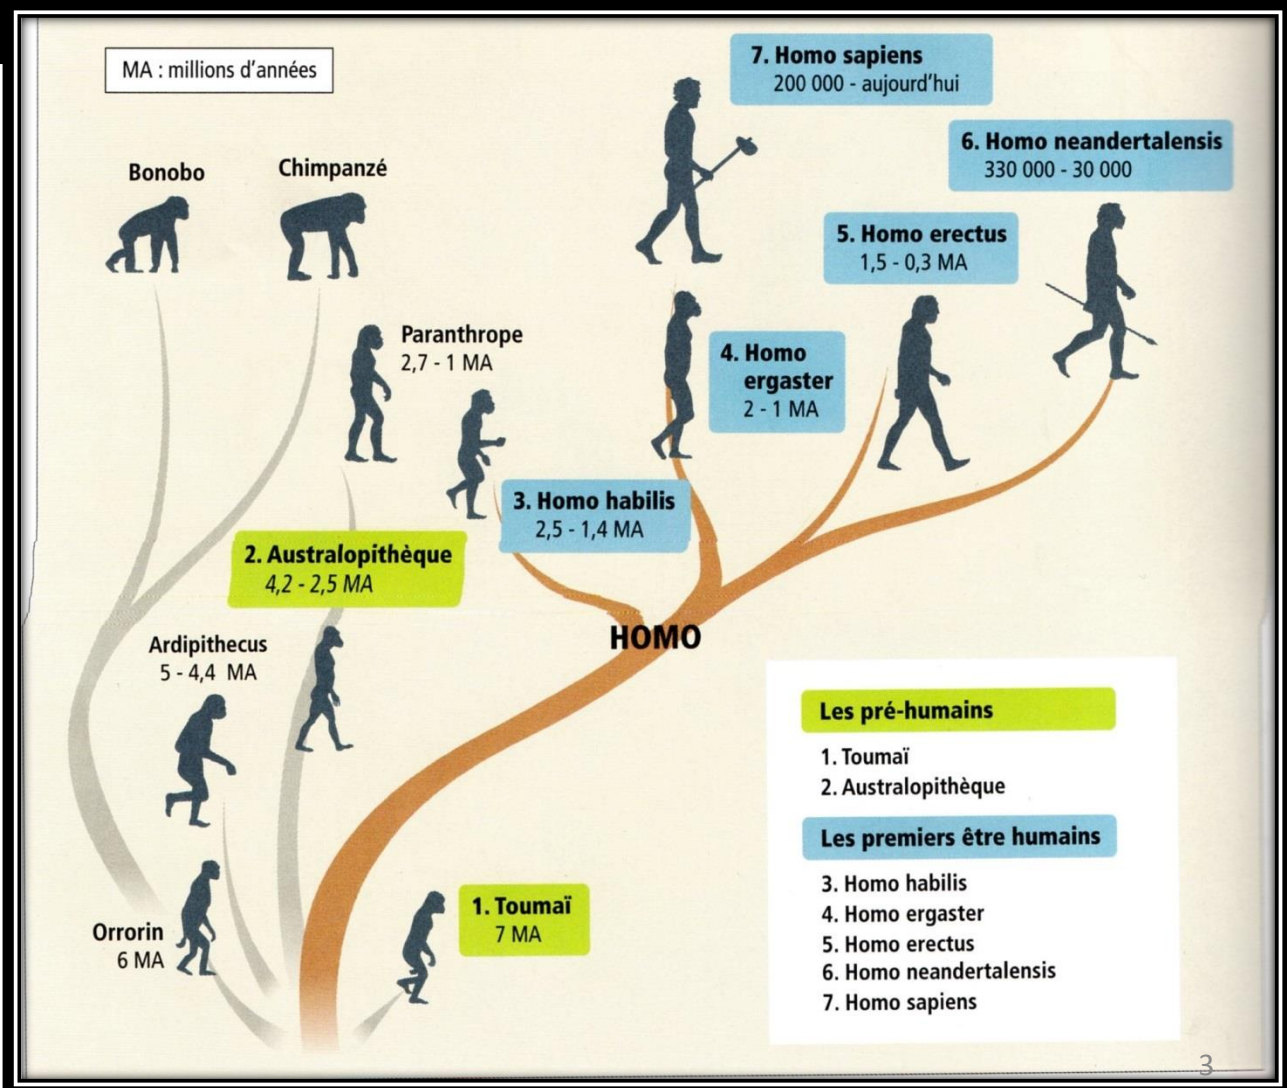 MA : millions d'années
7. Homo sapiens
200 000 - aujourd'hui
6. Homo neandertalensis
330 000 - 30 000
Bonobo
Chimpanzé
5. Homo erectus
1,5 - 0,3 MA
Paranthrope
2,7 - 1 MA
4. Homo
ergaster
2 - 1 MA
3. Homo habilis
2,5 - 1,4 MA
2. Australopithèque
4,2 - 2,5 MA
HOMO
Ardipithecus
5 - 4,4 MA
1. Toumaï
7 MA
Orrorin
6 MA
Les pré-humains
1. Toumaï
2. Australopithèque
Les premiers être humains
3. Homo habilis
4. Homo ergaster
5. Homo erectus
6. Homo neandertalensis
7. Homo sapiens
3